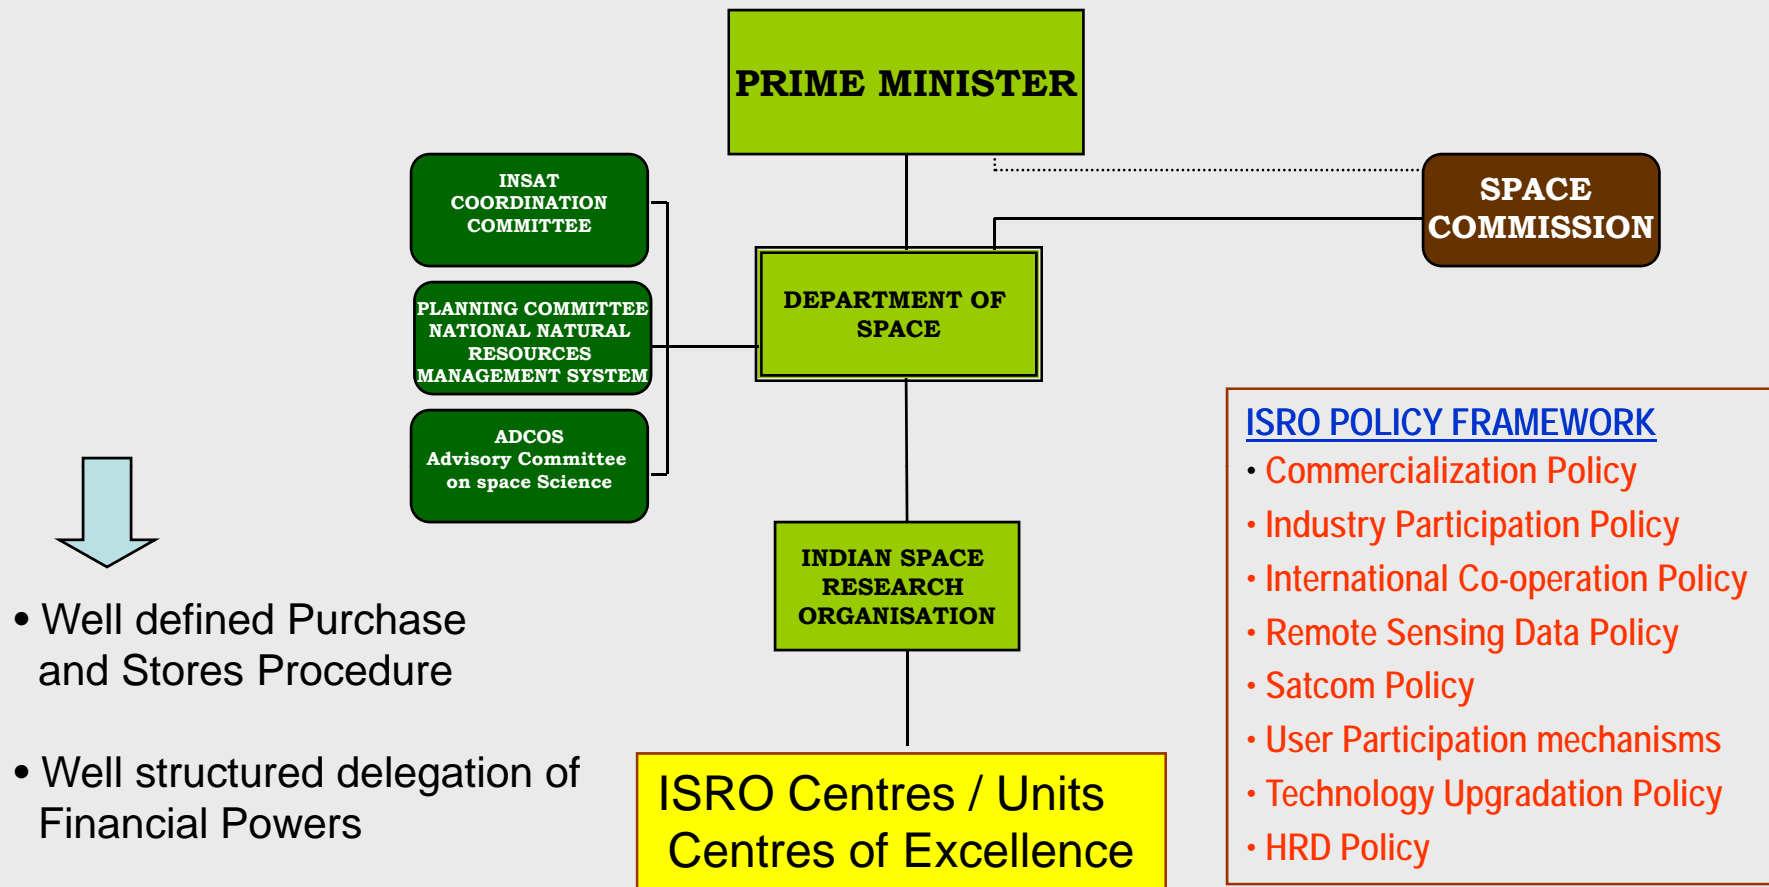 PRIME MINISTER
INSAT
COORDINATION
COMMITTEE
SPACE
COMMISSION
PLANNING COMMITTEE
NATIONAL NATURAL
RESOURCES
MANAGEMENT SYSTEM
DEPARTMENT OF
SPACE
ADCOS
Advisory Committee
on space Science
INDIAN SPACE
RESEARCH
ORGANISATION
• Well defined Purchase
and Stores Procedure
• Well structured delegation of
Financial Powers
ISRO Centres / Units
Centres of Excellence
ISRO POLICY FRAMEWORK
• Commercialization Policy
• Industry Participation Policy
• International Co-operation Policy
• Remote Sensing Data Policy
• Satcom Policy
• User Participation mechanisms
• Technology Upgradation Policy
• HRD Policy